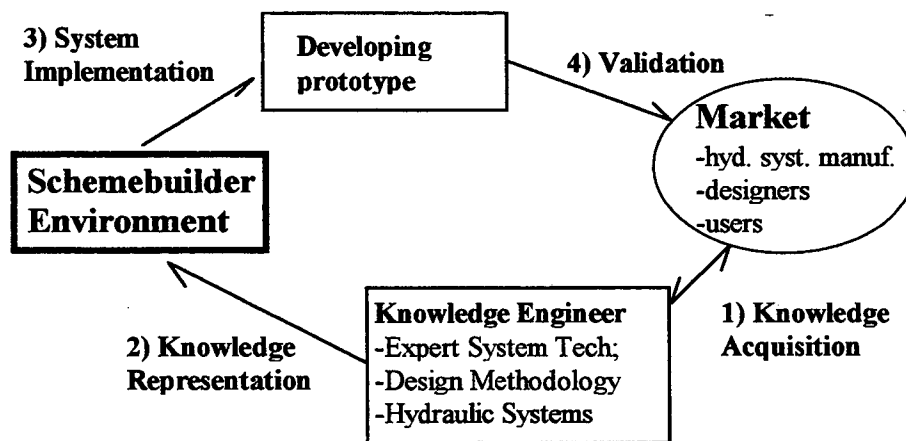 3) System
Implementation
Developing
prototype
4) Validation
Market
-hyd. syst. manuf.
-designers
-users
Schemebuilder
Environment
2) Knowledge
Representation
Knowledge Engineer
-Expert System Tech;
-Design Methodology
-Hydraulic Systems
1) Knowledge
Acquisition